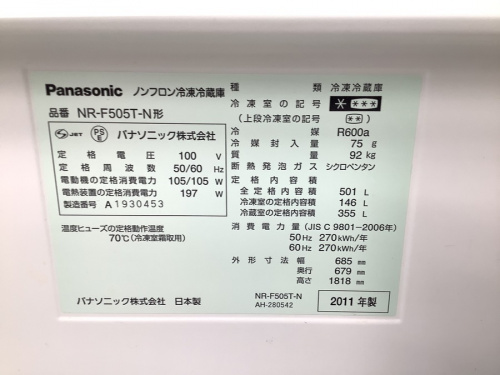 Panasonic ノンフロン冷凍冷蔵庫
品番 NR-F505T-N形
JET PSE パナソニック株式会社
定格電圧 100 V
定格周波数 50/60 Hz
電動機の定格消費電力 105/105 W
電熱装置の定格消費電力 197 W
製造番号 A 1930453
温度ヒューズの定格動作温度
70℃(冷凍室霜取用)
パナソニック株式会社 日本製
種類 冷凍冷蔵庫
冷凍室の記号 * ***
(上段冷凍室の記号 **)
冷媒 R600a
冷媒封入量 75g
質量 92kg
断熱発泡ガス シクロペンタン
定格内容積
全定格内容積 501 L
冷凍室の定格内容積 146 L
冷蔵室の定格内容積 355 L
消費電力量(JIS C 9801-2006年)
50Hz 270kWh/年
60Hz 270kWh/年
外形寸法 幅 685 mm
奥行 679 mm
高さ 1818 mm
NR-F505T-N
AH-280542
2011年製